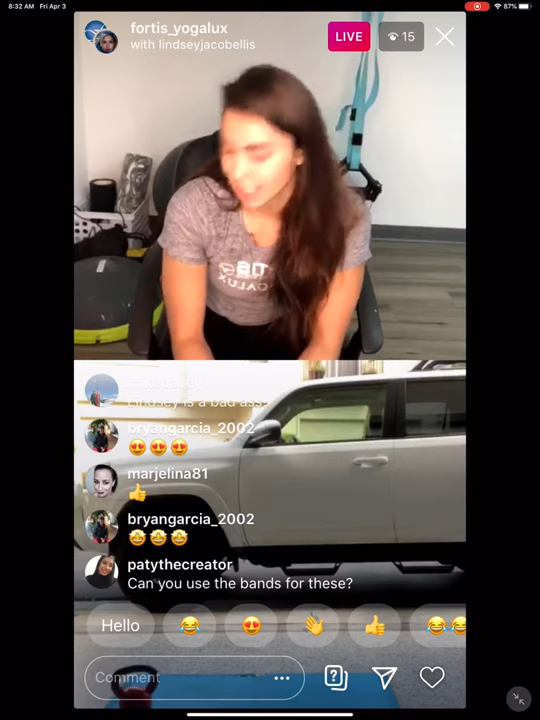 8:32 AM Fri Apr 3
87%
fortis_yogalux
with lindseyjacobellis
LIVE
15
Lindsey is a bad ass
bryangarcia_2002
😍😍😍
marjelina81
👍
bryangarcia_2002
🤩🤩🤩
patythecreator
Can you use the bands for these?
Hello 😂 😍 👋 👍 😂😂
Comment